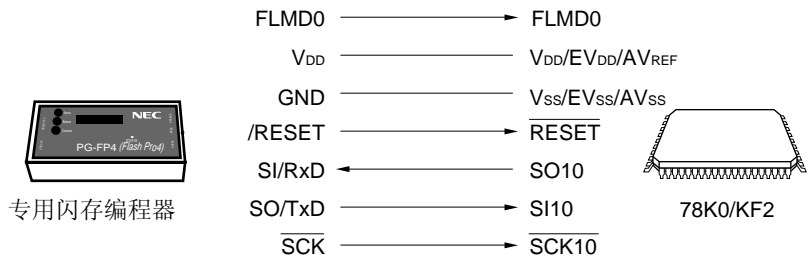 FLMD0 FLMD0
VDD VDD/EVDD/AVREF
GND VSS/EVSS/AVSS
/RESET RESET
SI/RxD SO10
SO/TxD SI10
SCK SCK10
NEC
PG-FP4 (Flash Pro4)
专用闪存编程器
78K0/KF2